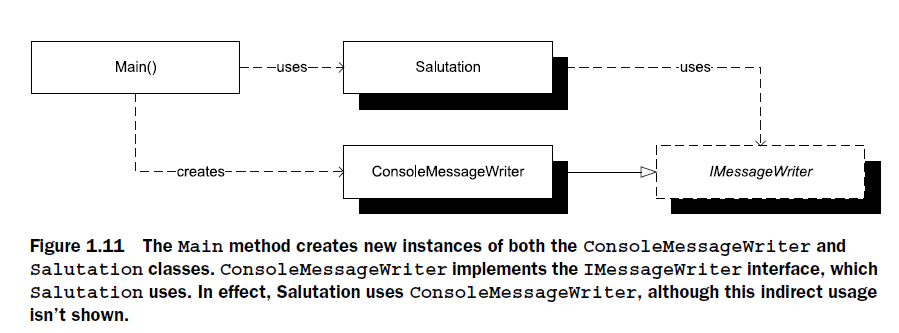 Main()
uses
Salutation
uses
creates
ConsoleMessageWriter
IMessageWriter
Figure 1.11 The Main method creates new instances of both the ConsoleMessageWriter and
Salutation classes. ConsoleMessageWriter implements the IMessageWriter interface, which
Salutation uses. In effect, Salutation uses ConsoleMessageWriter, although this indirect usage
isn't shown.